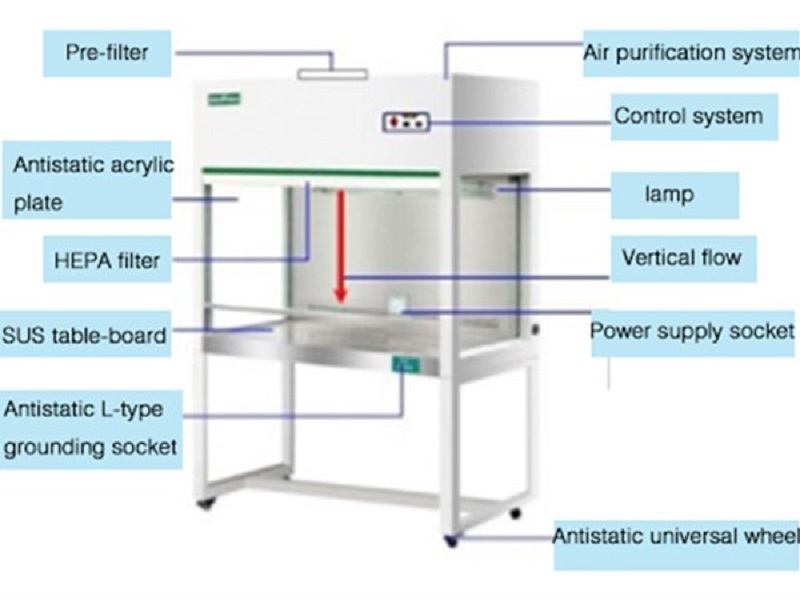 Pre-filter
Air purification system
Control system
Antistatic acrylic
plate
lamp
HEPA filter
Vertical flow
SUS table-board
Power supply socket
Antistatic L-type
grounding socket
Antistatic universal wheel